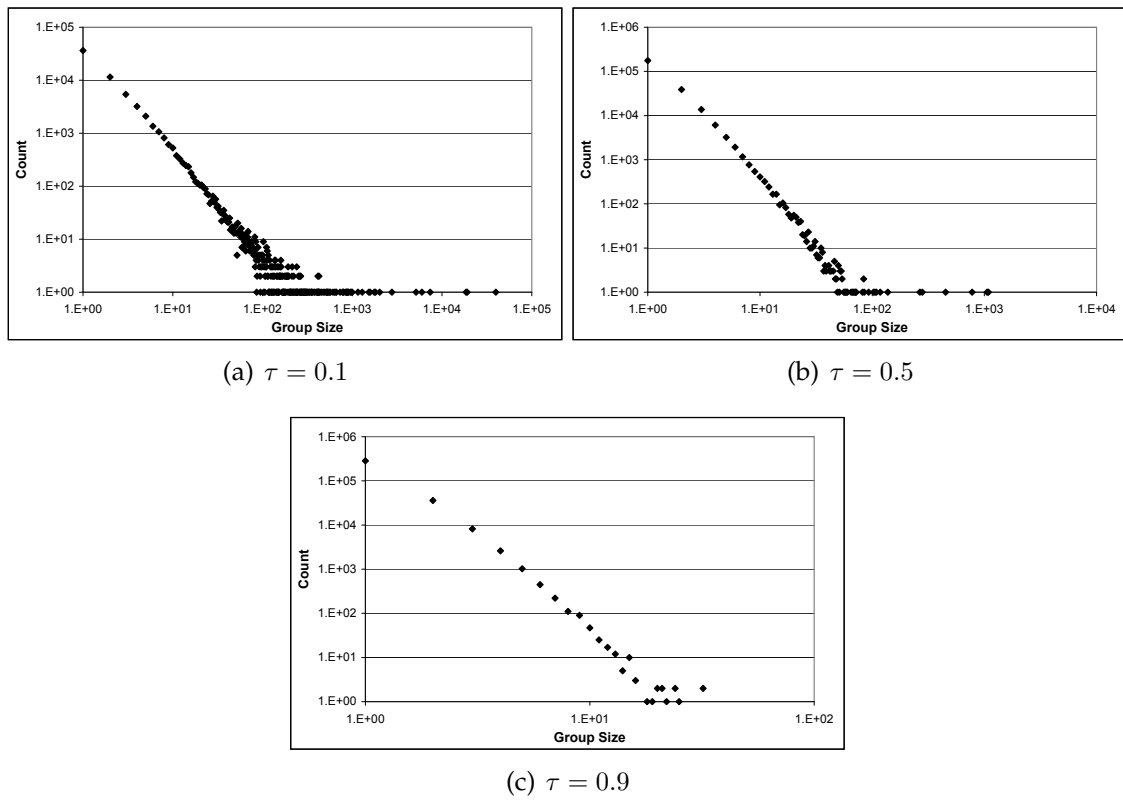 1.E+05
1.E+04
1.E+03
1.E+02
1.E+01
1.E+00
Count
1.E+00 1.E+01 1.E+02 1.E+03 1.E+04 1.E+05
Group Size
(a) τ = 0.1
1.E+06
1.E+05
1.E+04
1.E+03
1.E+02
1.E+01
1.E+00
Count
1.E+00 1.E+01 1.E+02 1.E+03 1.E+04
Group Size
(b) τ = 0.5
1.E+06
1.E+05
1.E+04
1.E+03
1.E+02
1.E+01
1.E+00
Count
1.E+00 1.E+01 1.E+02
Group Size
(c) τ = 0.9